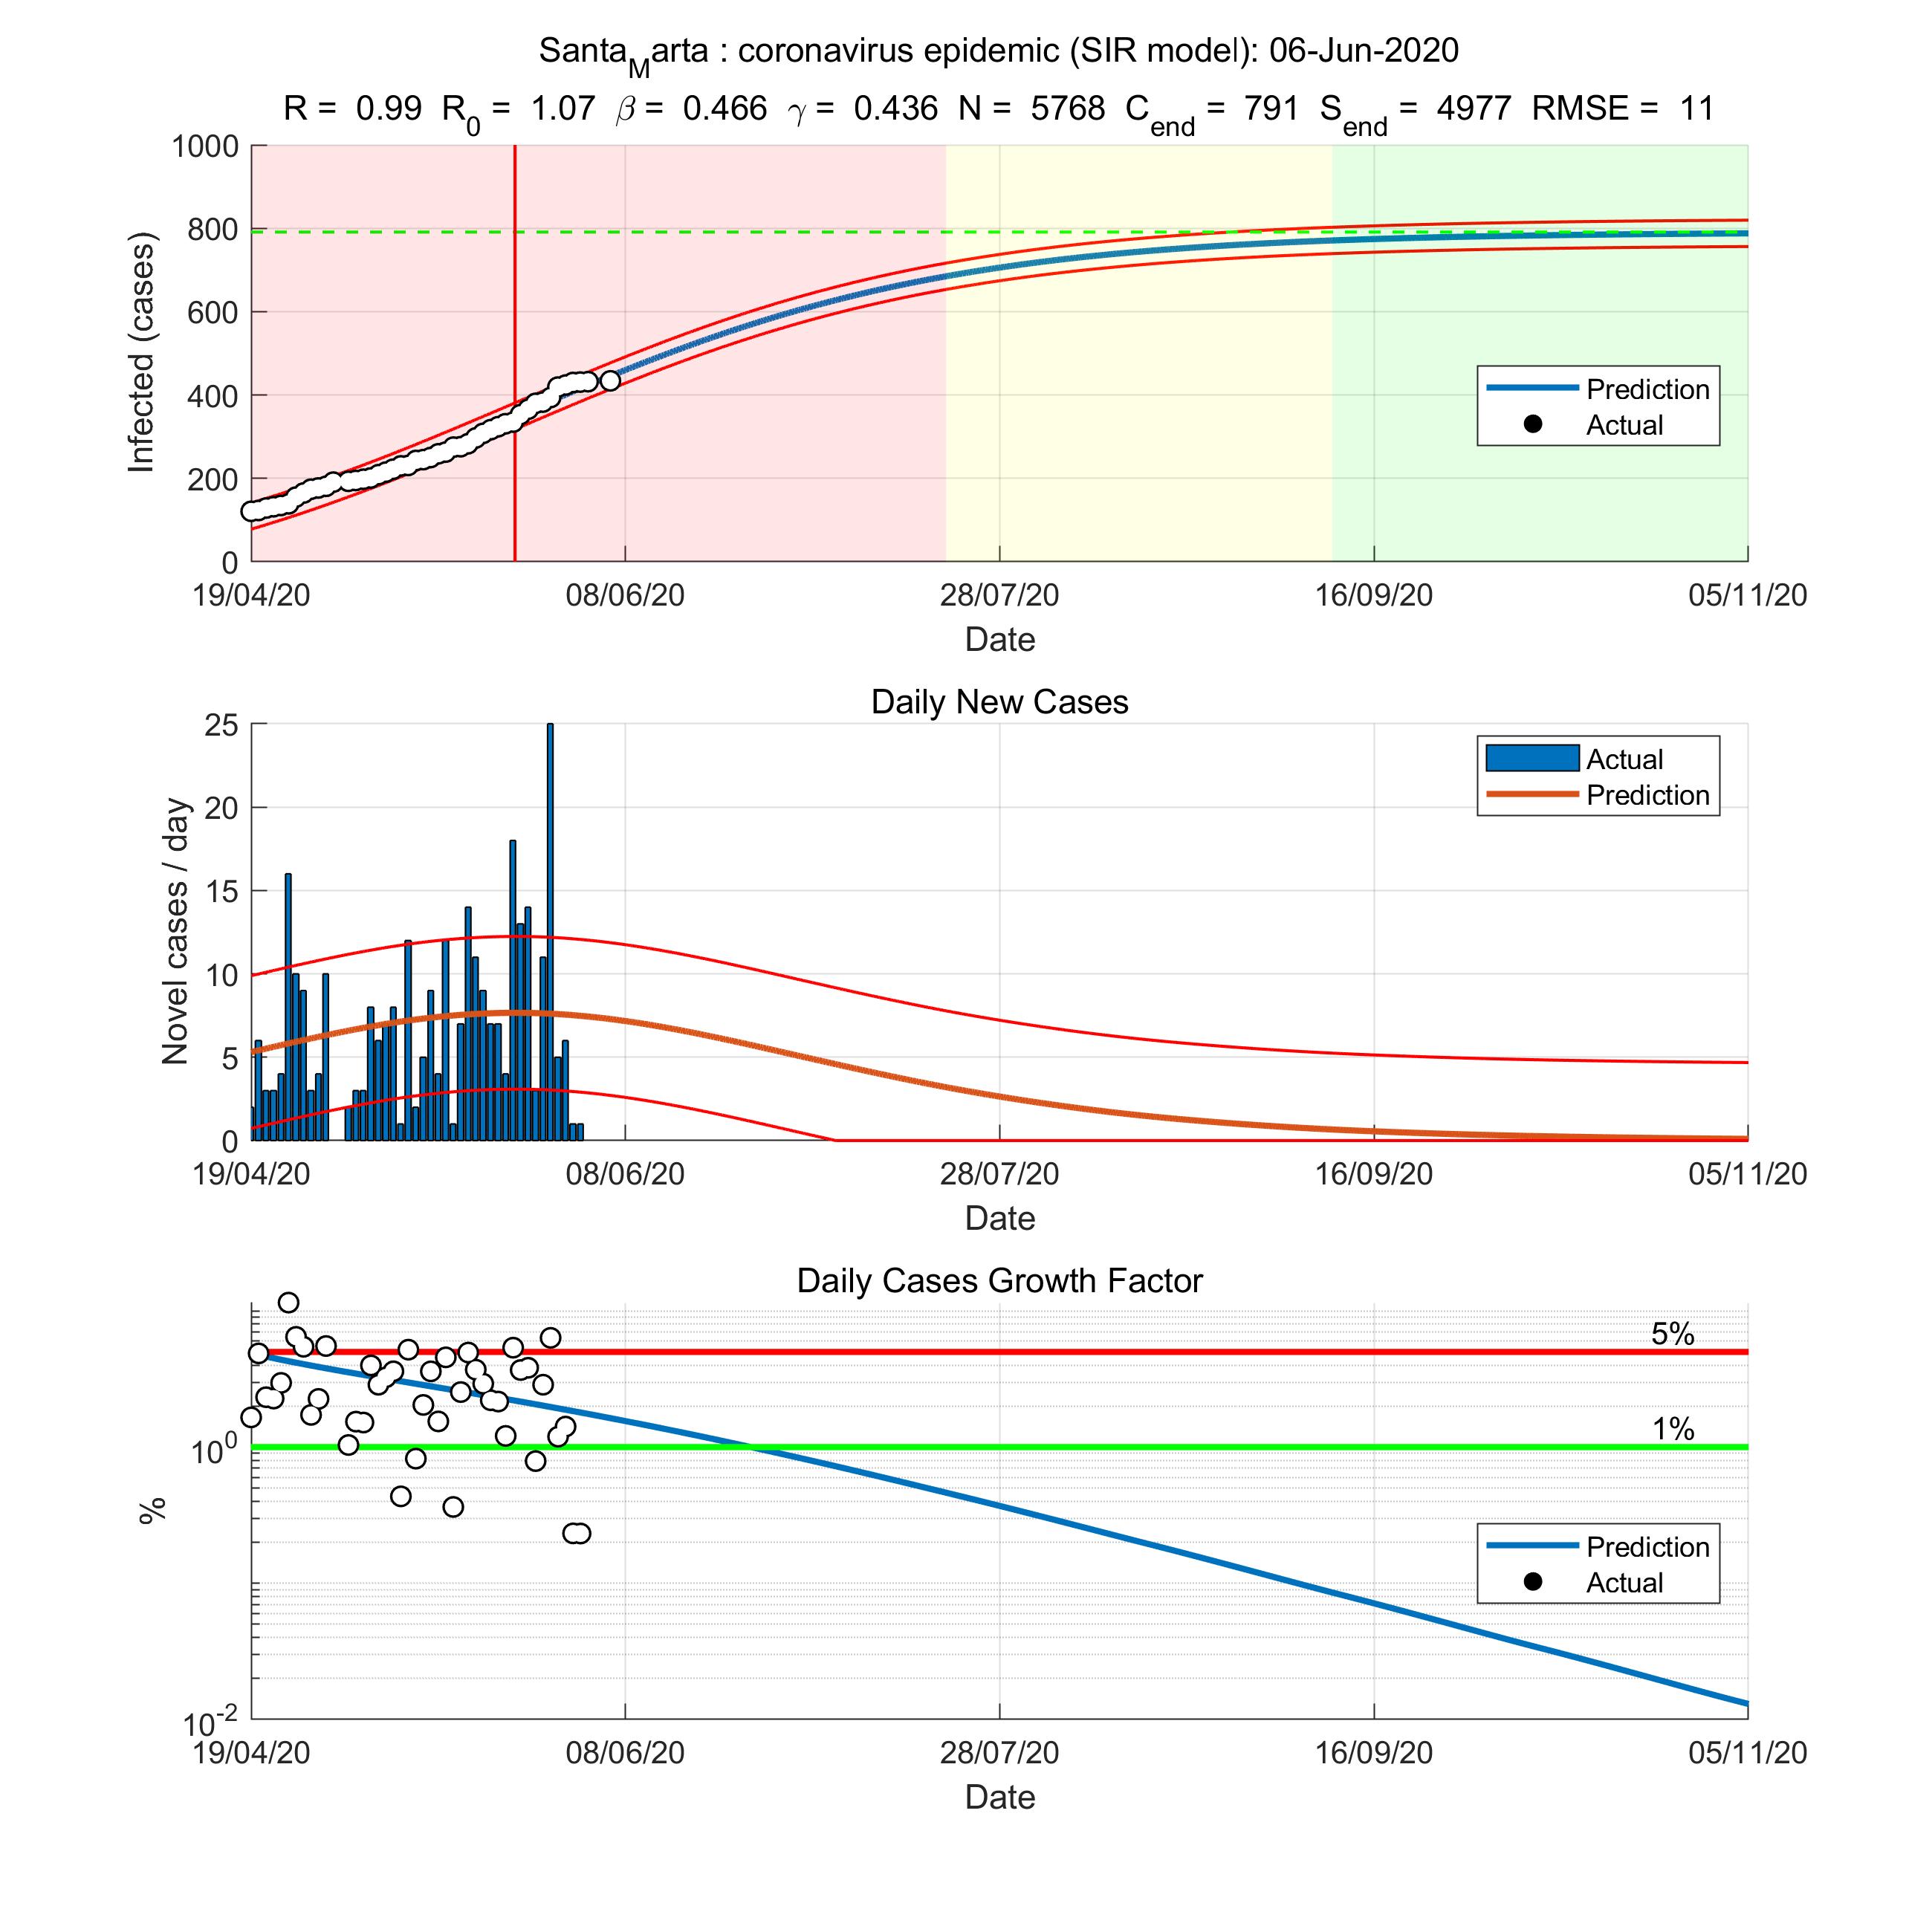 Santa_Marta : coronavirus epidemic (SIR model): 06-Jun-2020
R = 0.99 R_0 = 1.07 β = 0.466 γ = 0.436 N = 5768 C_end = 791 S_end = 4977 RMSE = 11
1000
800
600
400
200
0
Infected (cases)
Prediction
Actual
19/04/20 08/06/20 28/07/20 16/09/20 05/11/20
Date
Daily New Cases
25
20
15
10
5
0
Novel cases / day
Actual
Prediction
19/04/20 08/06/20 28/07/20 16/09/20 05/11/20
Date
Daily Cases Growth Factor
5%
1%
10^0
%
Prediction
Actual
10^-2
19/04/20 08/06/20 28/07/20 16/09/20 05/11/20
Date